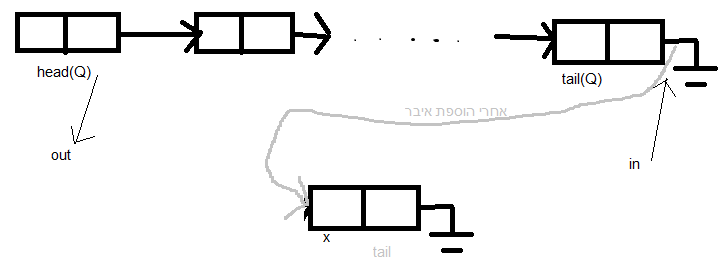 head(Q)
tail(Q)
out
אחרי הוספת איבר
in
x
tail